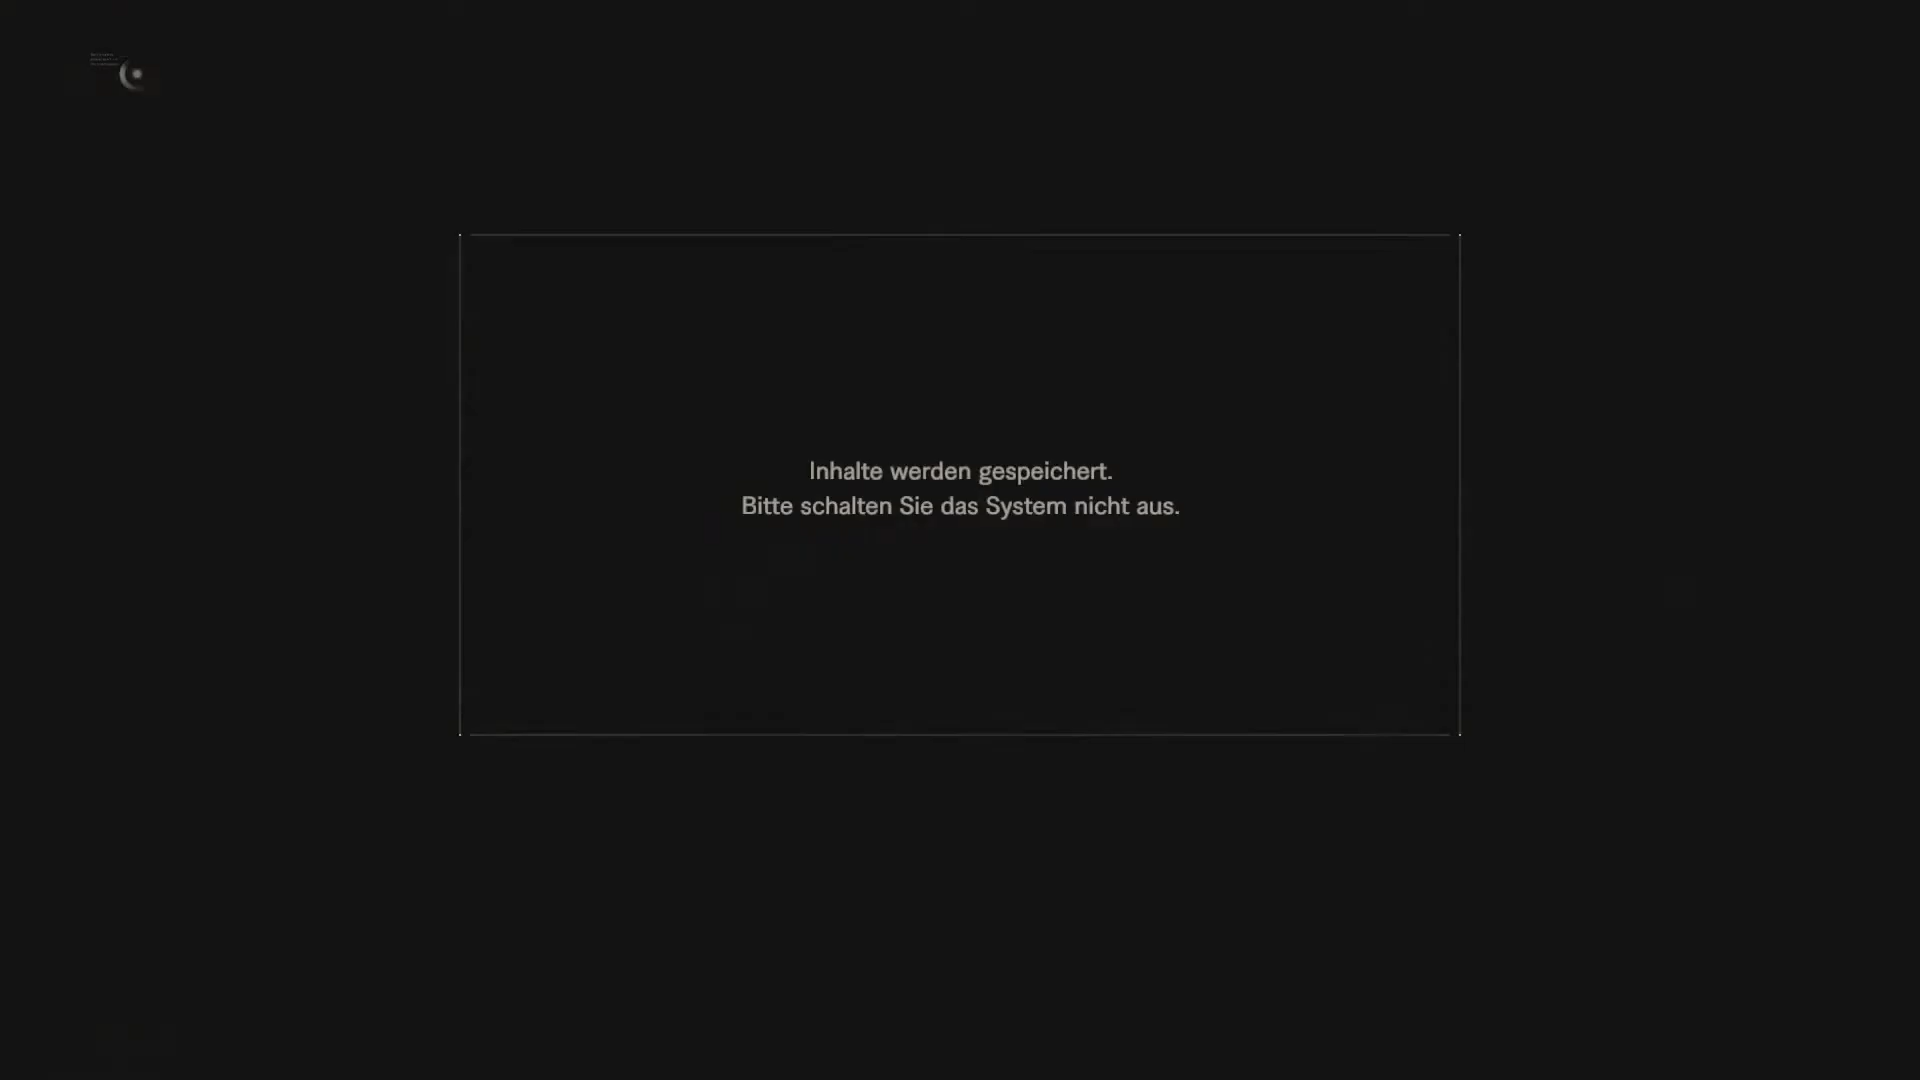 Inhalte werden gespeichert.
Bitte schalten Sie das System nicht aus.